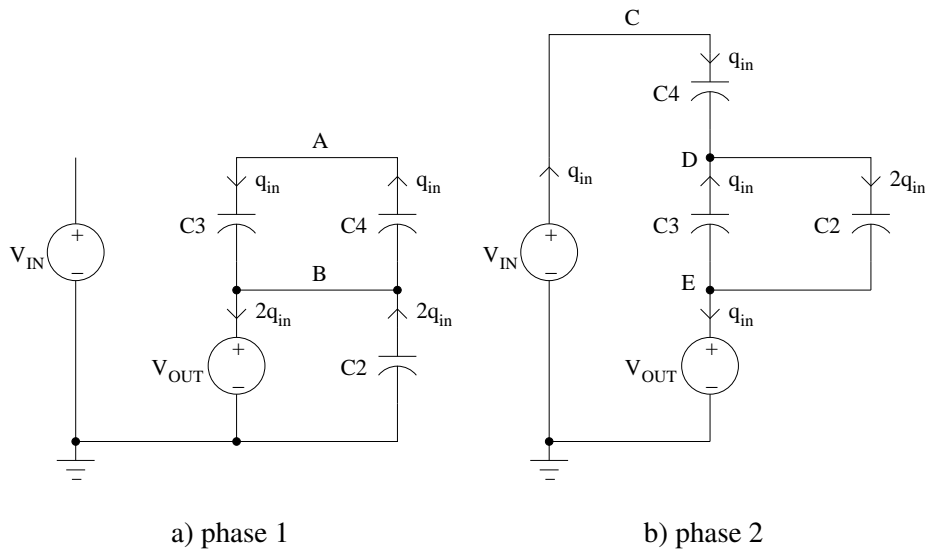 C
q_in
C4
A
D
q_in
q_in
q_in
q_in
2q_in
C3
C4
C3
C2
V_IN
+
−
V_IN
+
−
B
E
2q_in
2q_in
q_in
V_OUT
+
−
C2
V_OUT
+
−
a) phase 1
b) phase 2